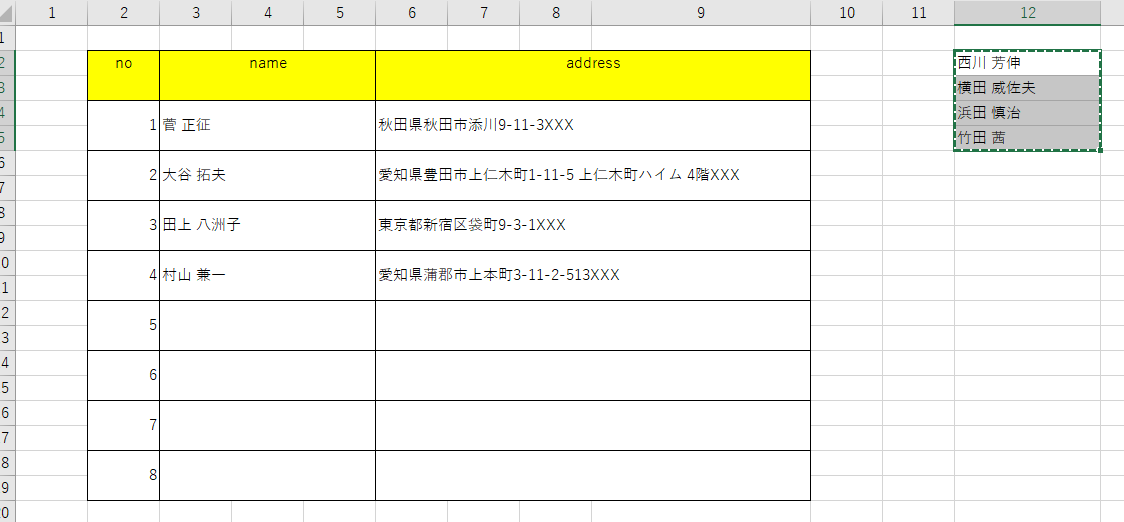 1 2 3 4 5 6 7 8 9 10 11 12
1
2 no name address 西川 芳伸
3 横田 威佐夫
4 1 菅 正征 秋田県秋田市添川9-11-3XXX 浜田 慎治
5 竹田 茜
6 2 大谷 拓夫 愛知県豊田市上仁木町1-11-5 上仁木町ハイム 4階XXX
7
8 3 田上 八洲子 東京都新宿区袋町9-3-1XXX
9
0 4 村山 兼一 愛知県蒲郡市上本町3-11-2-513XXX
1
2 5
3
4 6
5
6 7
7
8 8
9
0